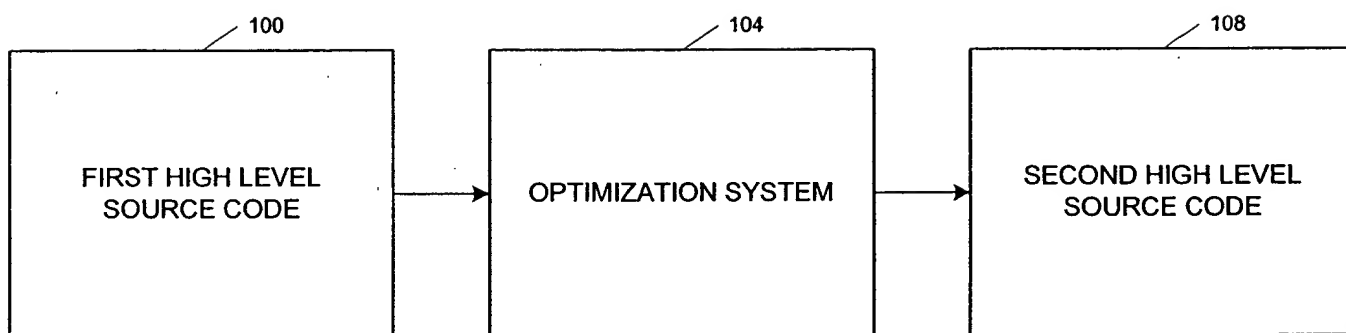 100
104
108
FIRST HIGH LEVEL
SOURCE CODE
OPTIMIZATION SYSTEM
SECOND HIGH LEVEL
SOURCE CODE